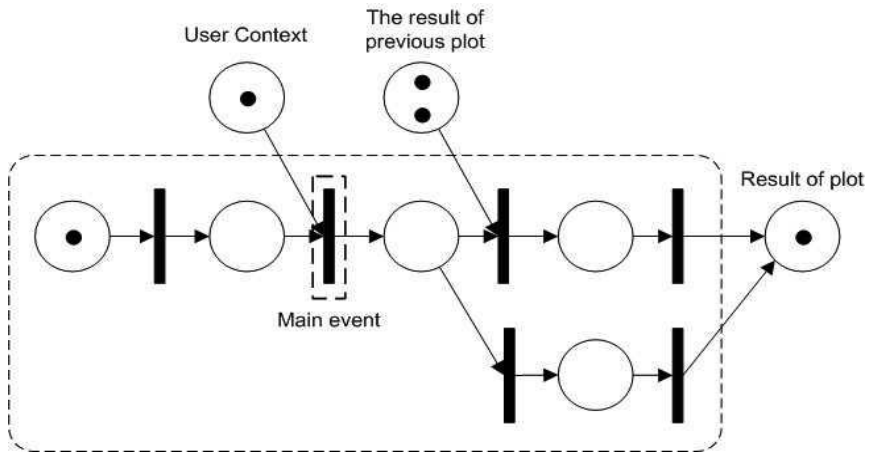 User Context
The result of
previous plot
Result of plot
Main event